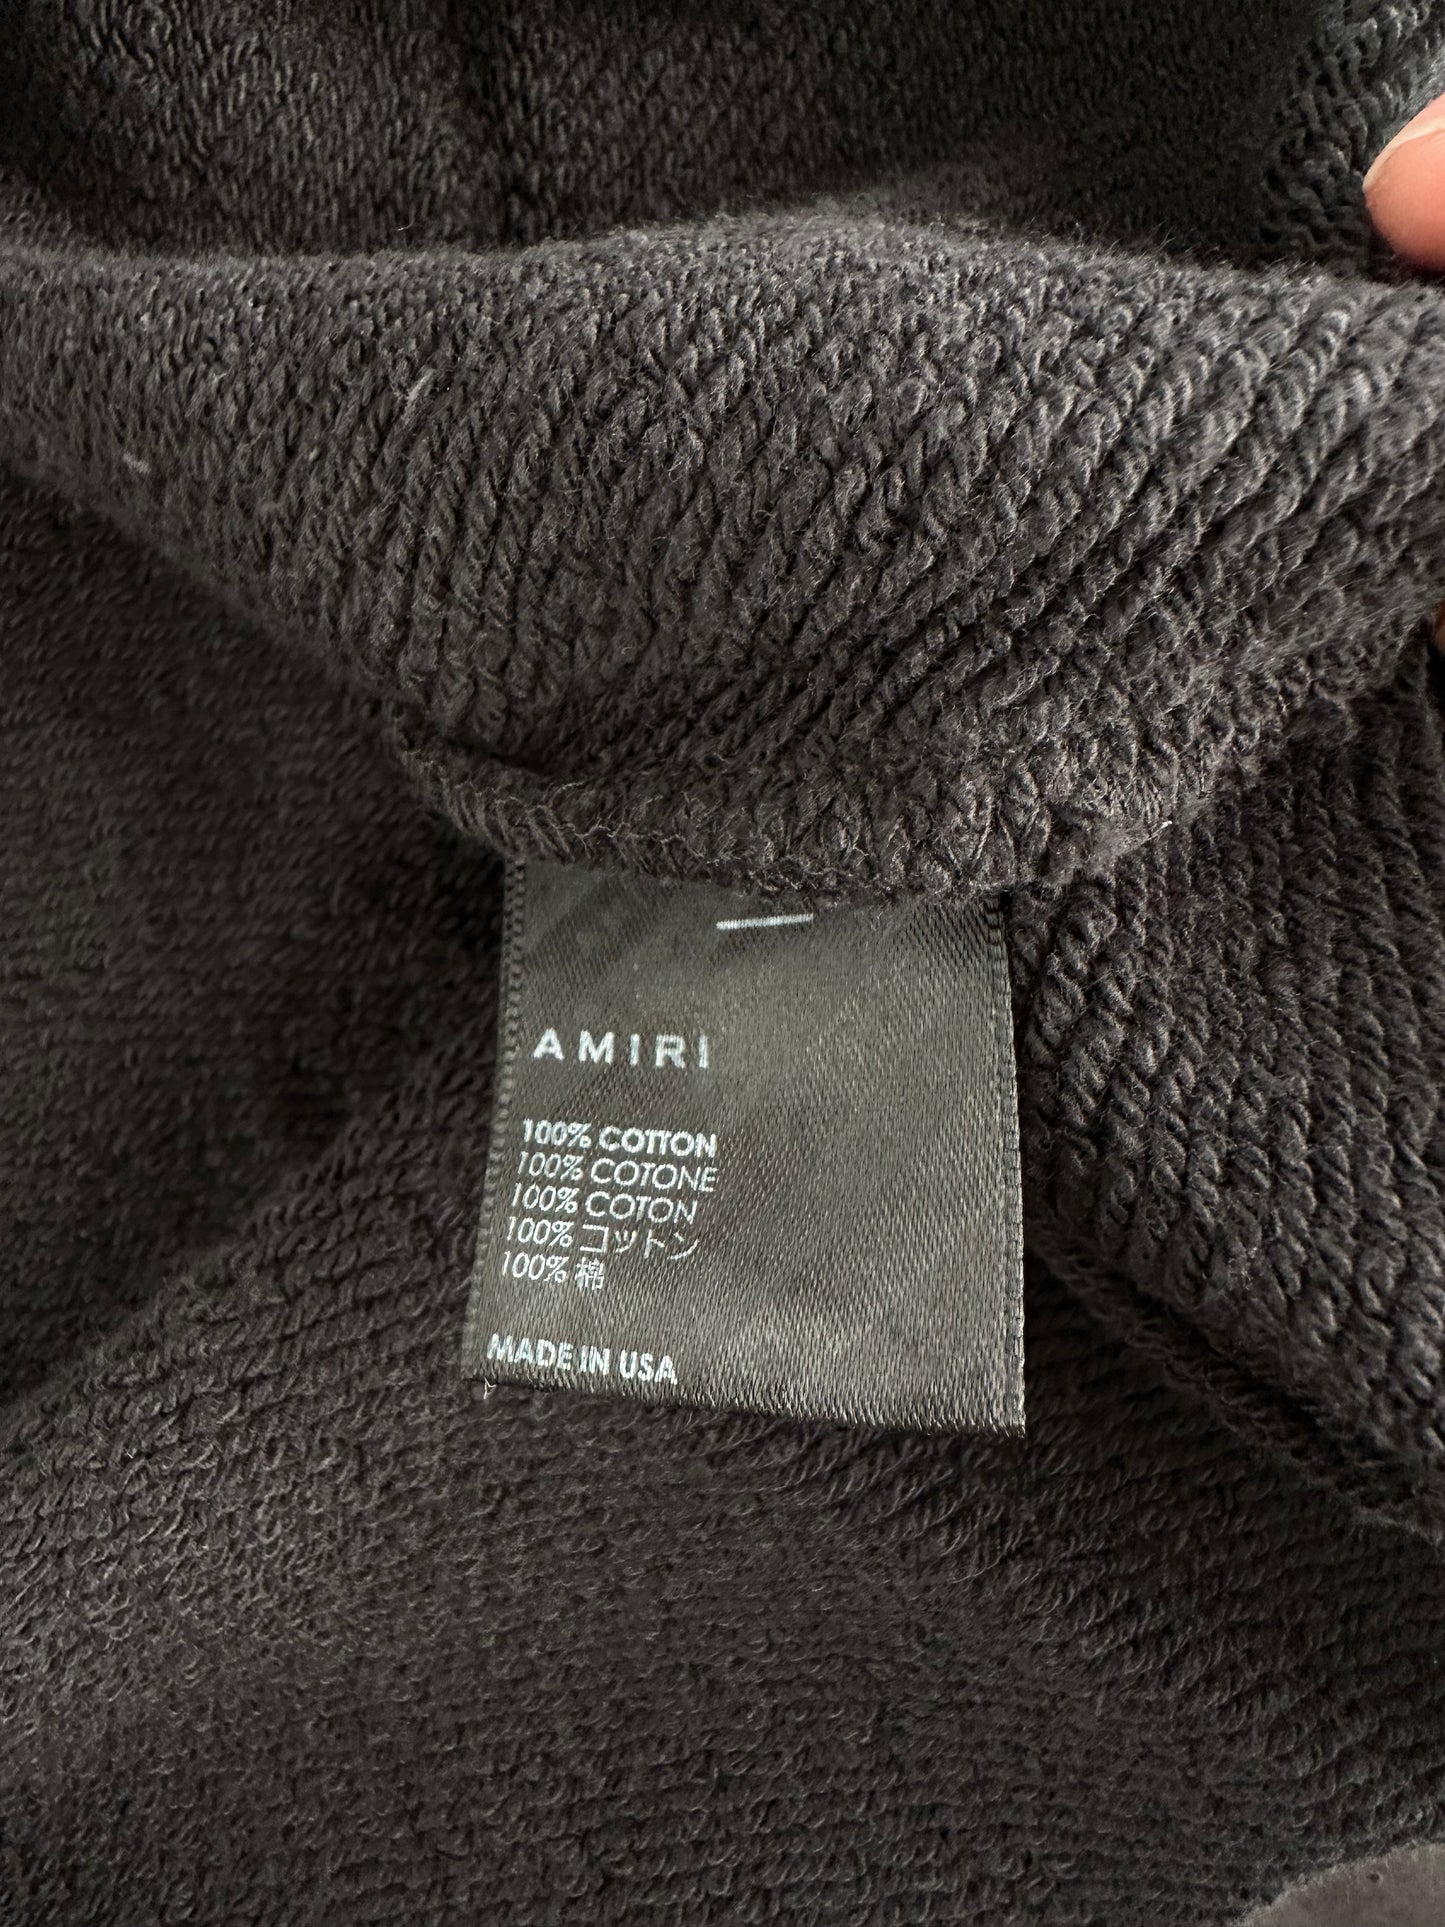 AMIRI
100% COTTON
100% COTONE
100% COTON
100% コットン
100% 棉
MADE IN USA